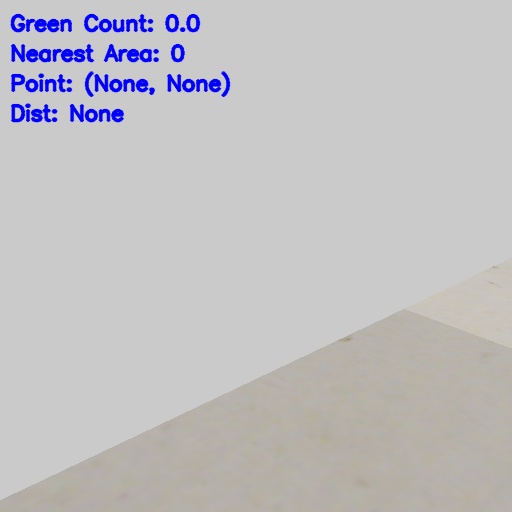 Green Count: 0.0
Nearest Area: 0
Point: (None, None)
Dist: None